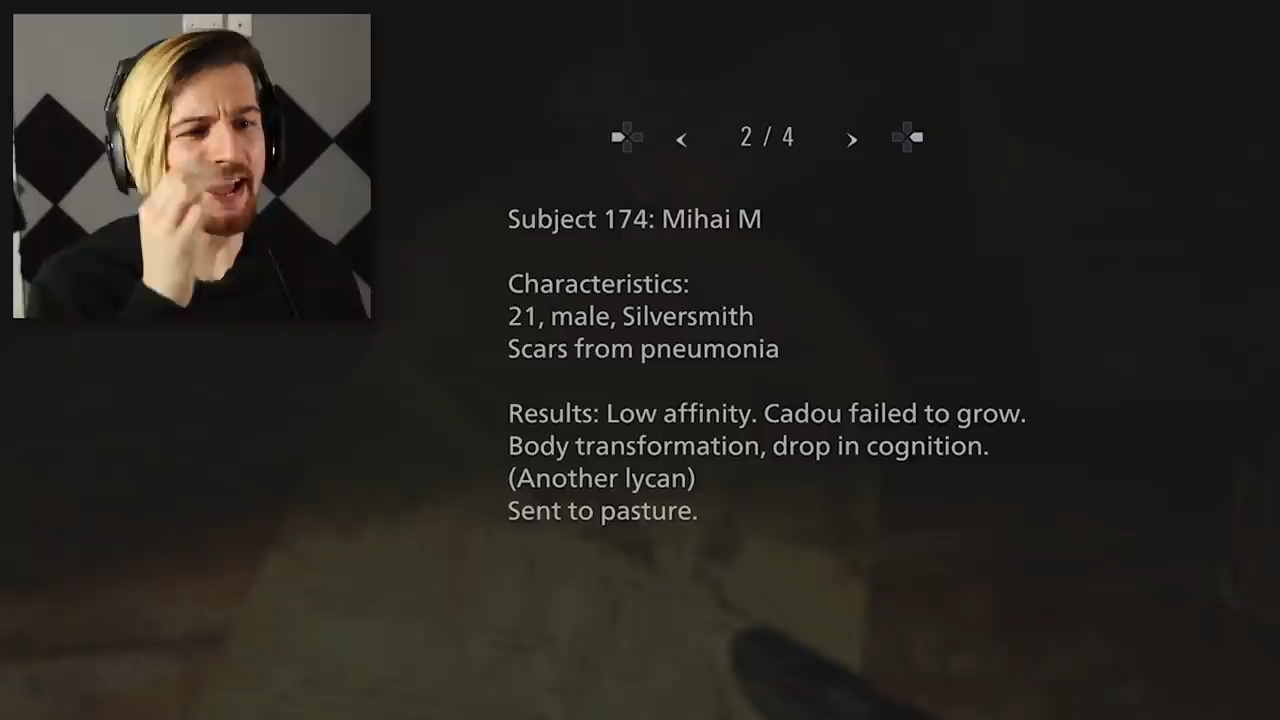 2 / 4
Subject 174: Mihai M
Characteristics:
21, male, Silversmith
Scars from pneumonia
Results: Low affinity. Cadou failed to grow.
Body transformation, drop in cognition.
(Another lycan)
Sent to pasture.